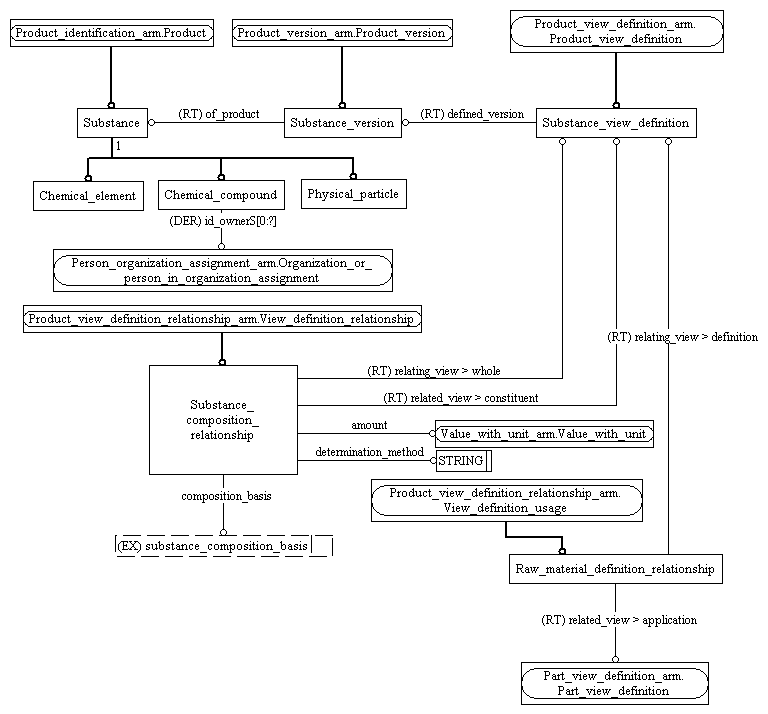 Product_identification_arm.Product
Product_version_arm.Product_version
Product_view_definition_arm.
Product_view_definition
Substance
(RT) of_product
Substance_version
(RT) defined_version
Substance_view_definition
1
Chemical_element
Chemical_compound
Physical_particle
(DER) id_ownerS[0:?]
Person_organization_assignment_arm.Organization_or_
person_in_organization_assignment
Product_view_definition_relationship_arm.View_definition_relationship
(RT) relating_view > definition
Substance_
composition_
relationship
(RT) relating_view > whole
(RT) related_view > constituent
amount
Value_with_unit_arm.Value_with_unit
determination_method
STRING
composition_basis
(EX) substance_composition_basis
Product_view_definition_relationship_arm.
View_definition_usage
Raw_material_definition_relationship
(RT) related_view > application
Part_view_definition_arm.
Part_view_definition